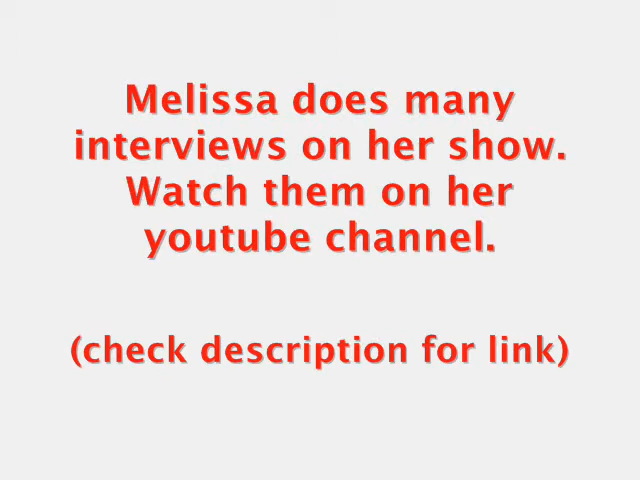 Melissa does many
interviews on her show.
Watch them on her
youtube channel.
(check description for link)